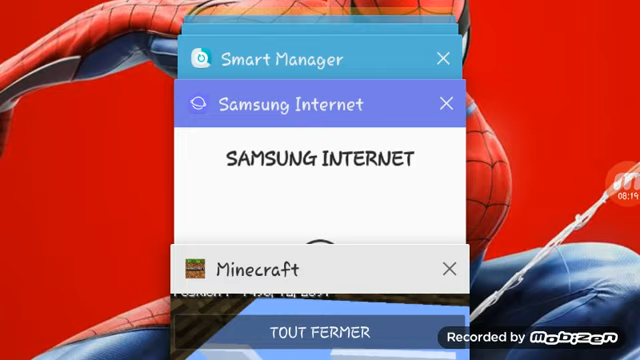 Smart Manager
Samsung Internet
SAMSUNG INTERNET
08:19
Minecraft
TOUT FERMER
Recorded by mobizen